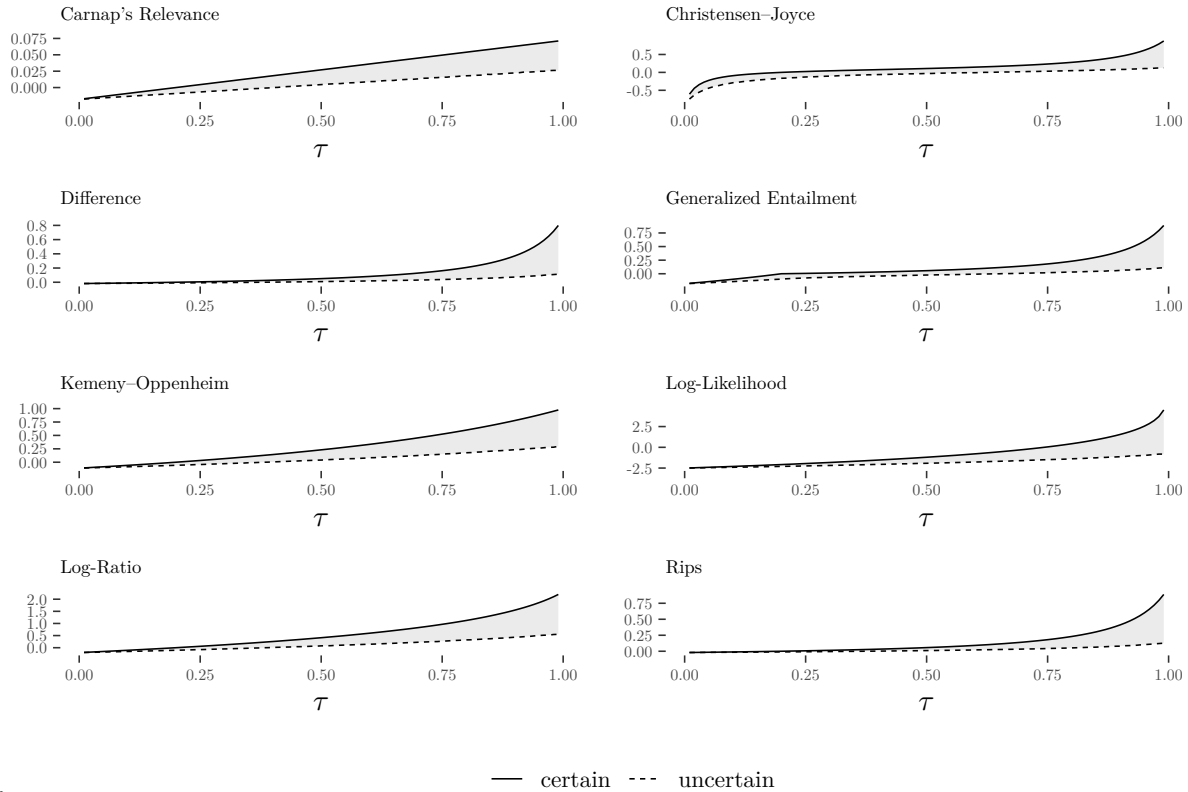 Carnap's Relevance
0.075
0.050
0.025
0.000
0.00 0.25 0.50 0.75 1.00
τ
Christensen–Joyce
0.5
0.0
-0.5
0.00 0.25 0.50 0.75 1.00
τ
Difference
0.8
0.6
0.4
0.2
0.0
0.00 0.25 0.50 0.75 1.00
τ
Generalized Entailment
0.75
0.50
0.25
0.00
0.00 0.25 0.50 0.75 1.00
τ
Kemeny–Oppenheim
1.00
0.75
0.50
0.25
0.00
0.00 0.25 0.50 0.75 1.00
τ
Log-Likelihood
2.5
0.0
-2.5
0.00 0.25 0.50 0.75 1.00
τ
Log-Ratio
2.0
1.5
1.0
0.5
0.0
0.00 0.25 0.50 0.75 1.00
τ
Rips
0.75
0.50
0.25
0.00
0.00 0.25 0.50 0.75 1.00
τ
certain uncertain